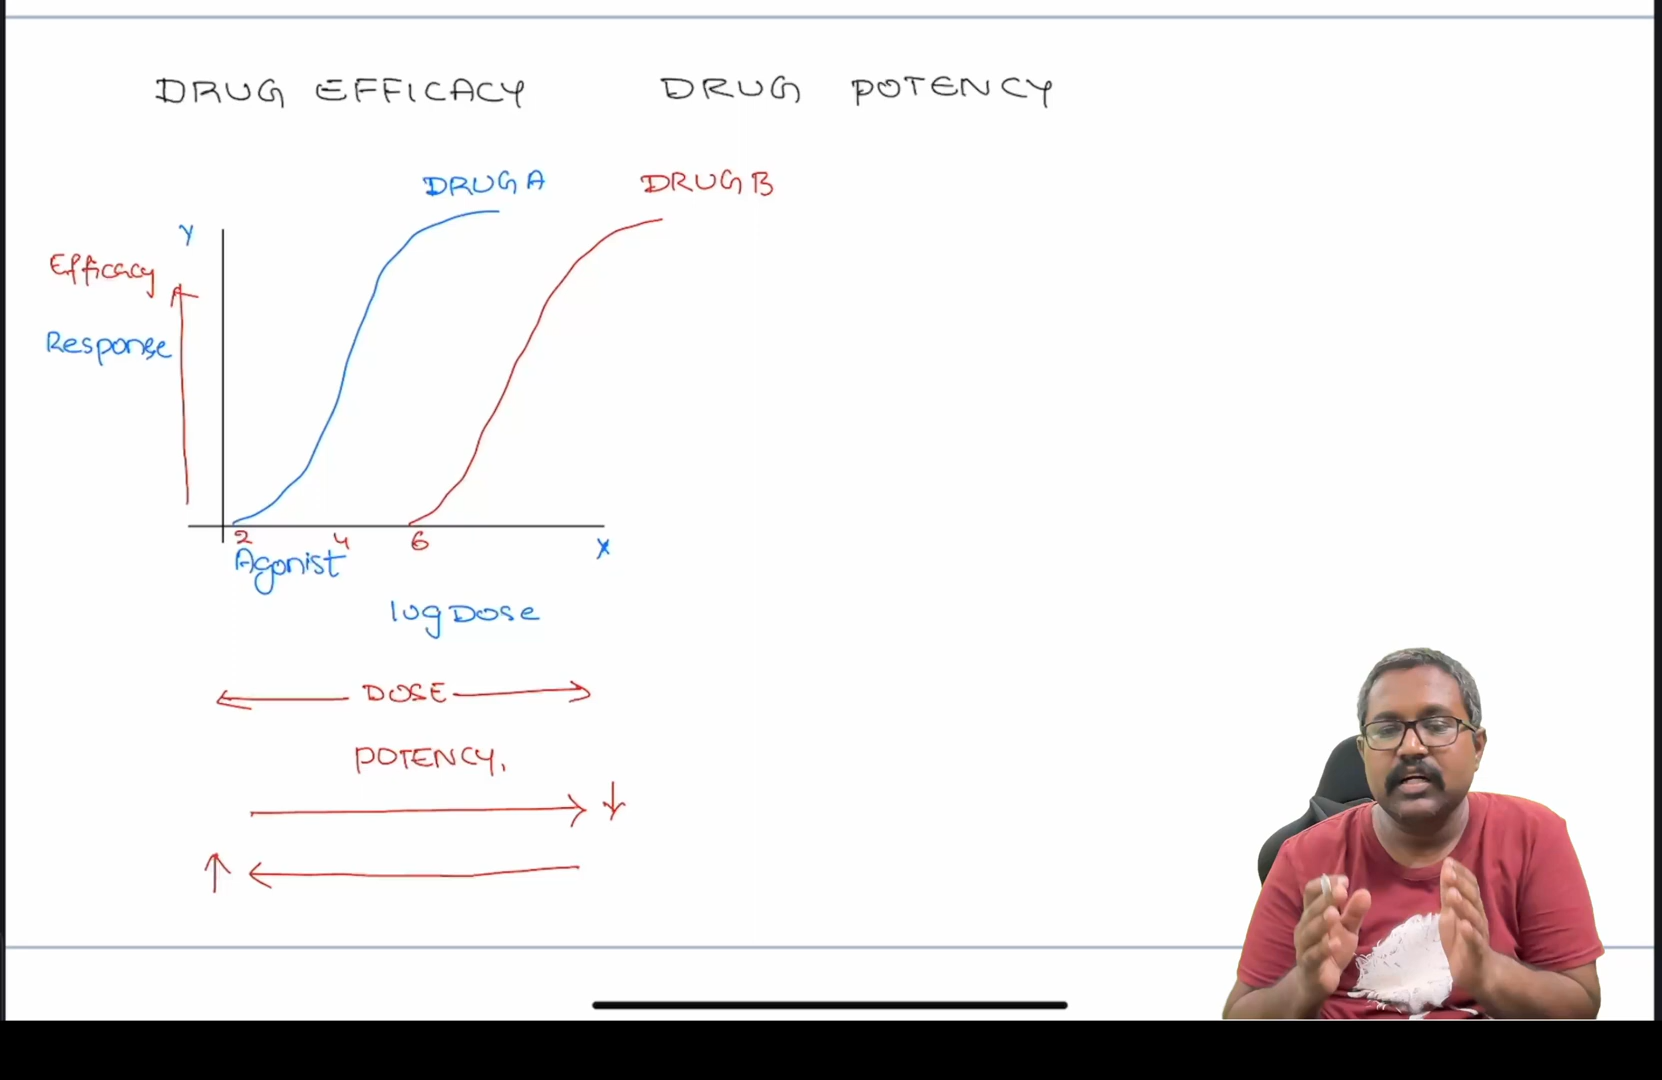 DRUG EFFICACY DRUG POTENCY
DRUG A DRUG B
Y
Efficacy
Response
2 4 6
Agonist X
log Dose
DOSE
POTENCY,